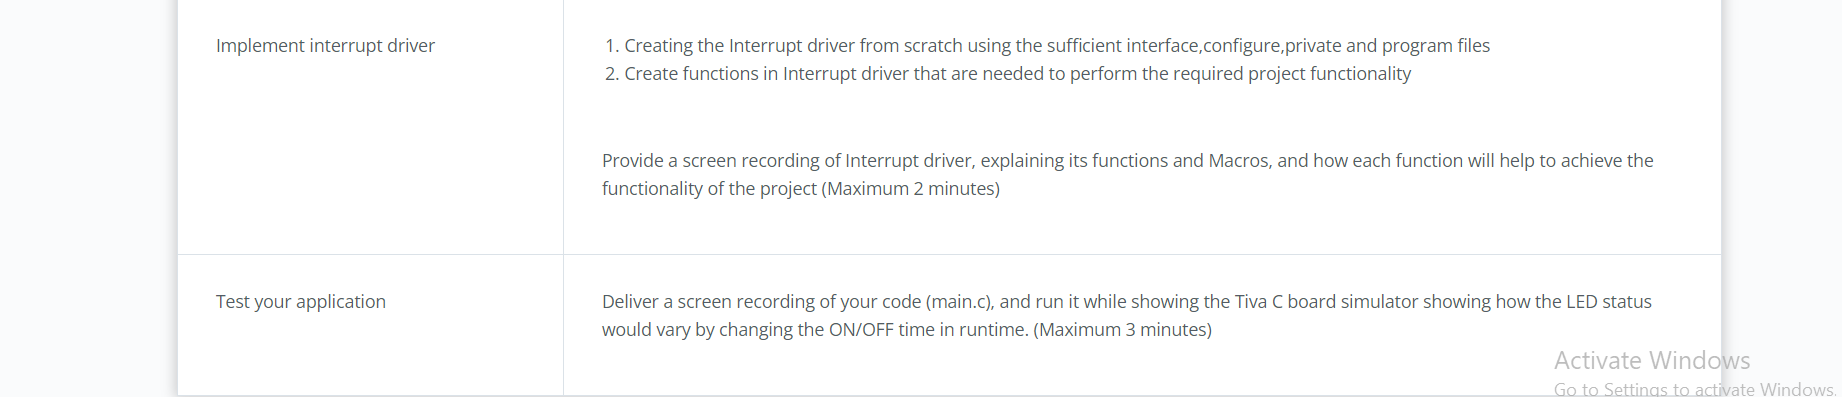 Implement interrupt driver
1. Creating the Interrupt driver from scratch using the sufficient interface,configure,private and program files
2. Create functions in Interrupt driver that are needed to perform the required project functionality
Provide a screen recording of Interrupt driver, explaining its functions and Macros, and how each function will help to achieve the
functionality of the project (Maximum 2 minutes)
Test your application
Deliver a screen recording of your code (main.c), and run it while showing the Tiva C board simulator showing how the LED status
would vary by changing the ON/OFF time in runtime. (Maximum 3 minutes)
Activate Windows
Go to Settings to activate Windows.